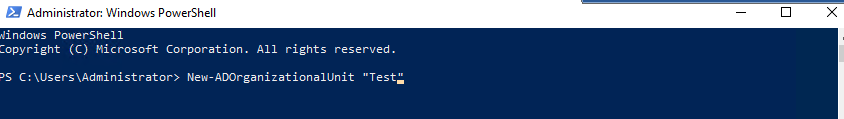 Administrator: Windows PowerShell
Windows PowerShell
Copyright (C) Microsoft Corporation. All rights reserved.
PS C:\Users\Administrator> New-ADOrganizationalUnit "Test"